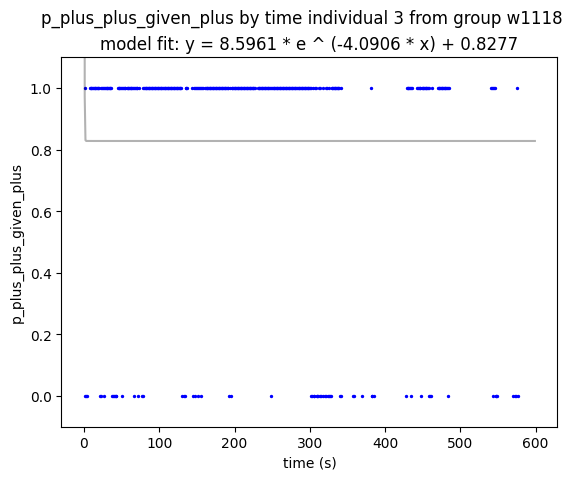 p_plus_plus_given_plus by time individual 3 from group w1118
model fit: y = 8.5961 * e ^ (-4.0906 * x) + 0.8277
p_plus_plus_given_plus
1.0
0.8
0.6
0.4
0.2
0.0
0 100 200 300 400 500 600
time (s)